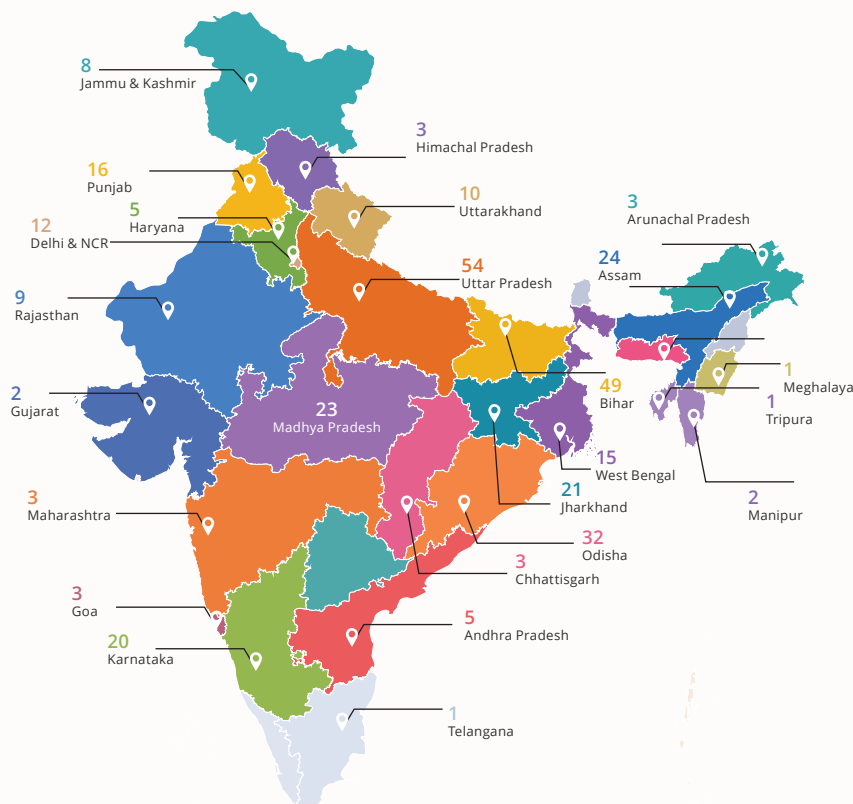 8
Jammu & Kashmir
3
Himachal Pradesh
16
Punjab
10
Uttarakhand
5
Haryana
3
Arunachal Pradesh
12
Delhi & NCR
24
Assam
54
Uttar Pradesh
9
Rajasthan
1
Meghalaya
49
Bihar
2
Gujarat
1
Tripura
23
Madhya Pradesh
15
West Bengal
21
Jharkhand
2
Manipur
3
Maharashtra
32
Odisha
3
Chhattisgarh
3
Goa
5
Andhra Pradesh
20
Karnataka
1
Telangana